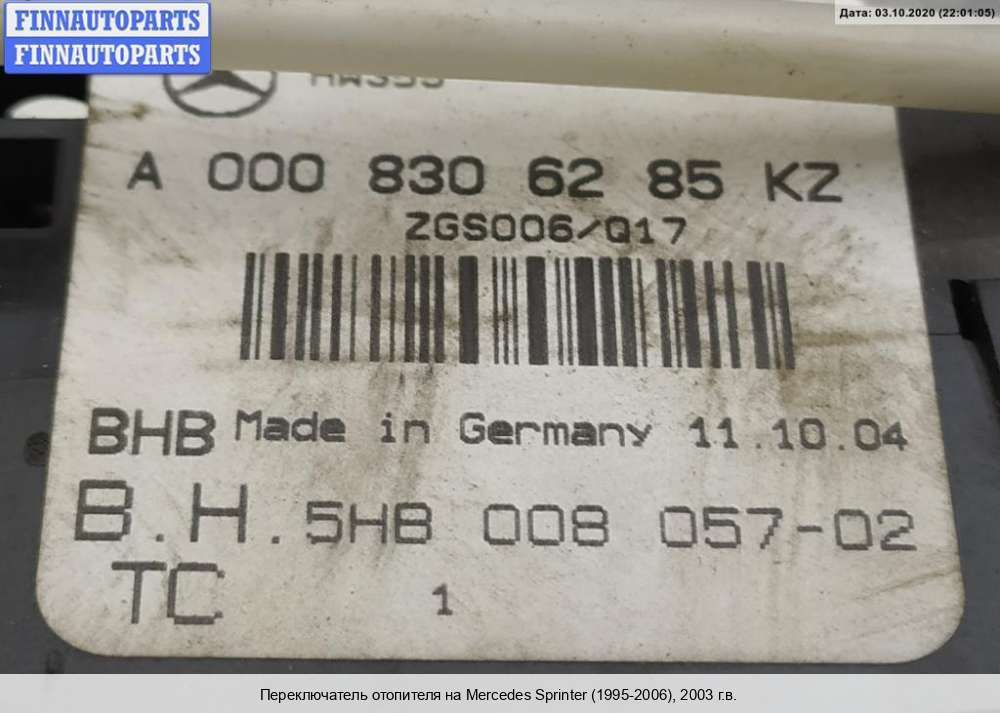 FINNAUTOPARTS
FINNAUTOPARTS
Дата: 03.10.2020 (22:01:05)
A 000 830 62 85 KZ
ZGS006/Q17
BHB Made in Germany 11.10.04
B.H. 5HB 008 057-02
TC 1
Переключатель отопителя на Mercedes Sprinter (1995-2006), 2003 г.в.